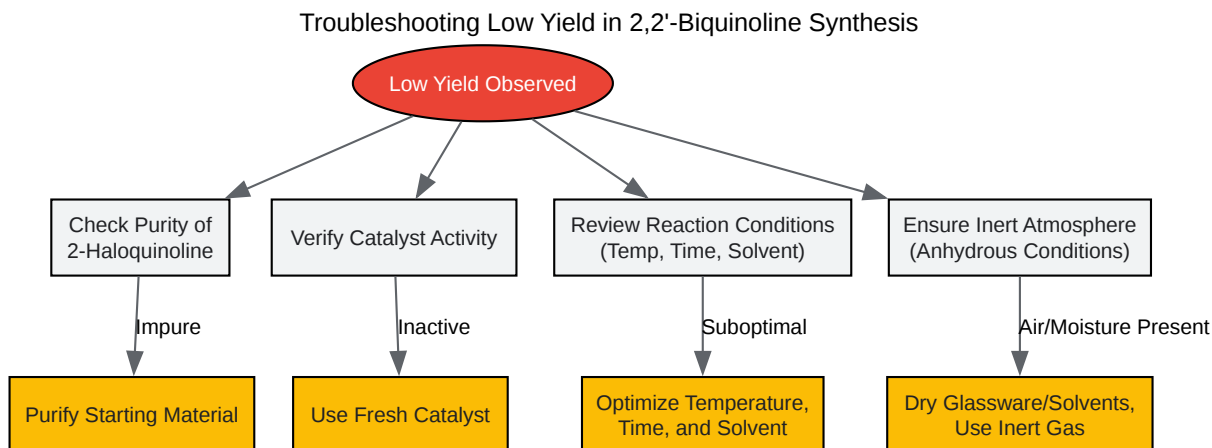 Troubleshooting Low Yield in 2,2'-Biquinoline Synthesis
Low Yield Observed
Check Purity of
2-Haloquinoline
Verify Catalyst Activity
Review Reaction Conditions
(Temp, Time, Solvent)
Ensure Inert Atmosphere
(Anhydrous Conditions)
Impure
Inactive
Suboptimal
Air/Moisture Present
Purify Starting Material
Use Fresh Catalyst
Optimize Temperature,
Time, and Solvent
Dry Glassware/Solvents,
Use Inert Gas